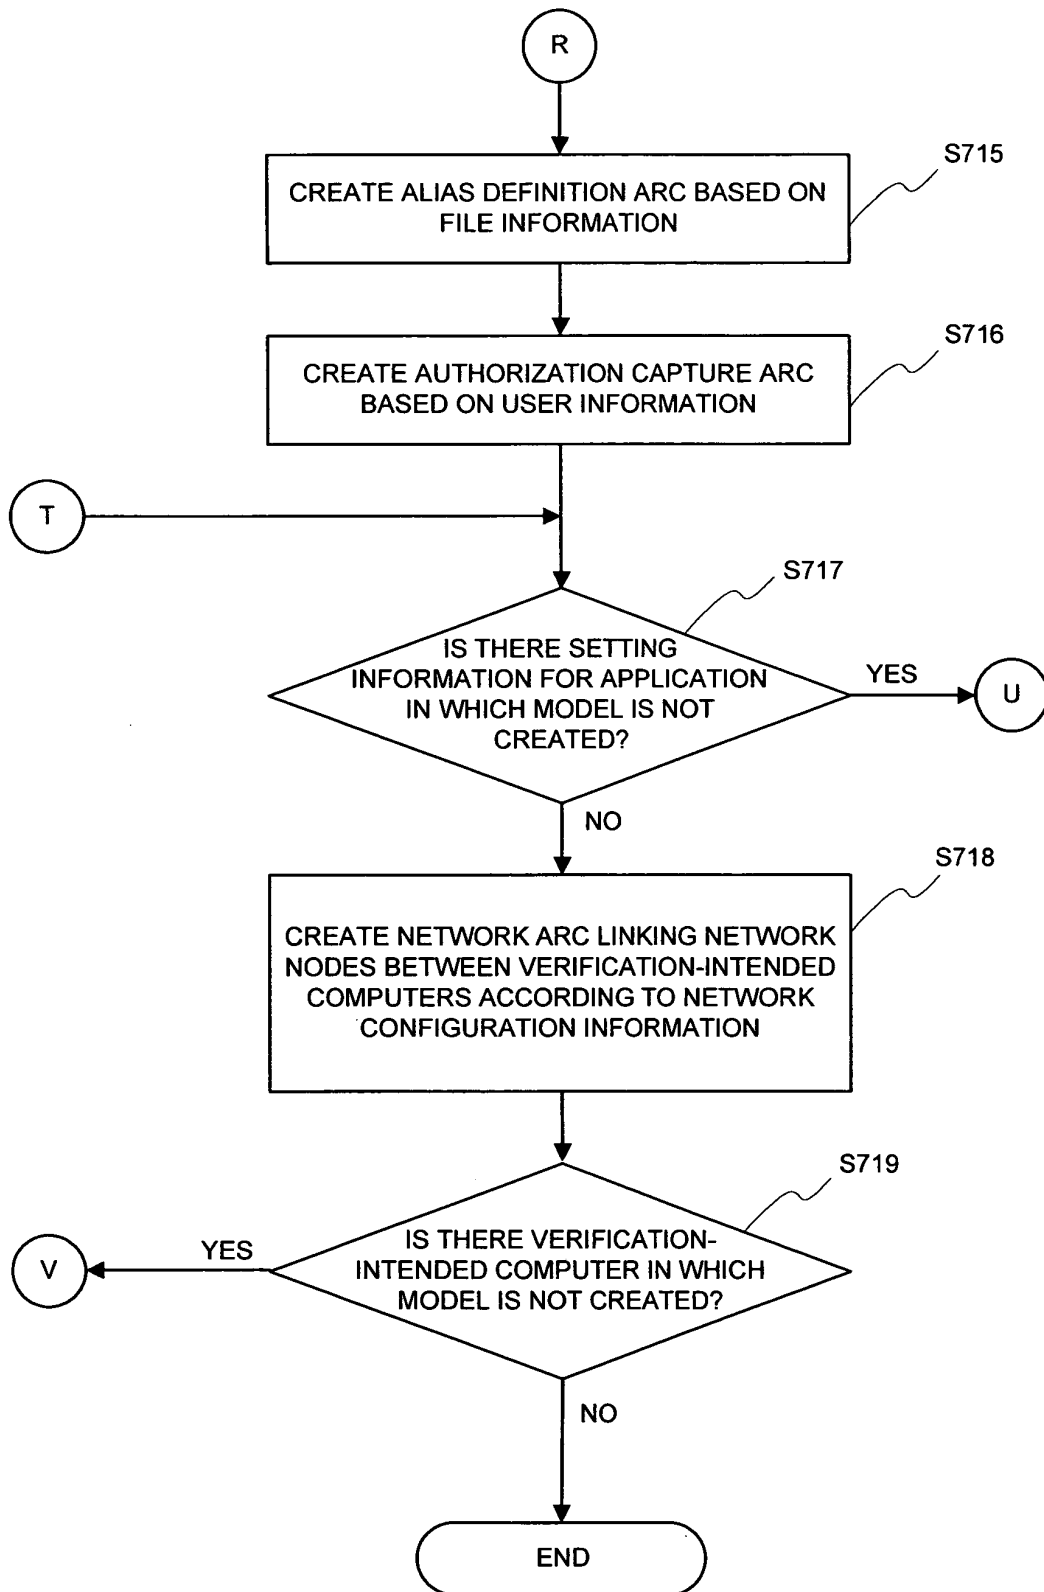 R
S715
CREATE ALIAS DEFINITION ARC BASED ON
FILE INFORMATION
S716
CREATE AUTHORIZATION CAPTURE ARC
BASED ON USER INFORMATION
T
S717
IS THERE SETTING
INFORMATION FOR APPLICATION
IN WHICH MODEL IS NOT
CREATED?
YES
U
NO
S718
CREATE NETWORK ARC LINKING NETWORK
NODES BETWEEN VERIFICATION-INTENDED
COMPUTERS ACCORDING TO NETWORK
CONFIGURATION INFORMATION
S719
IS THERE VERIFICATION-
INTENDED COMPUTER IN WHICH
MODEL IS NOT CREATED?
YES
V
NO
END